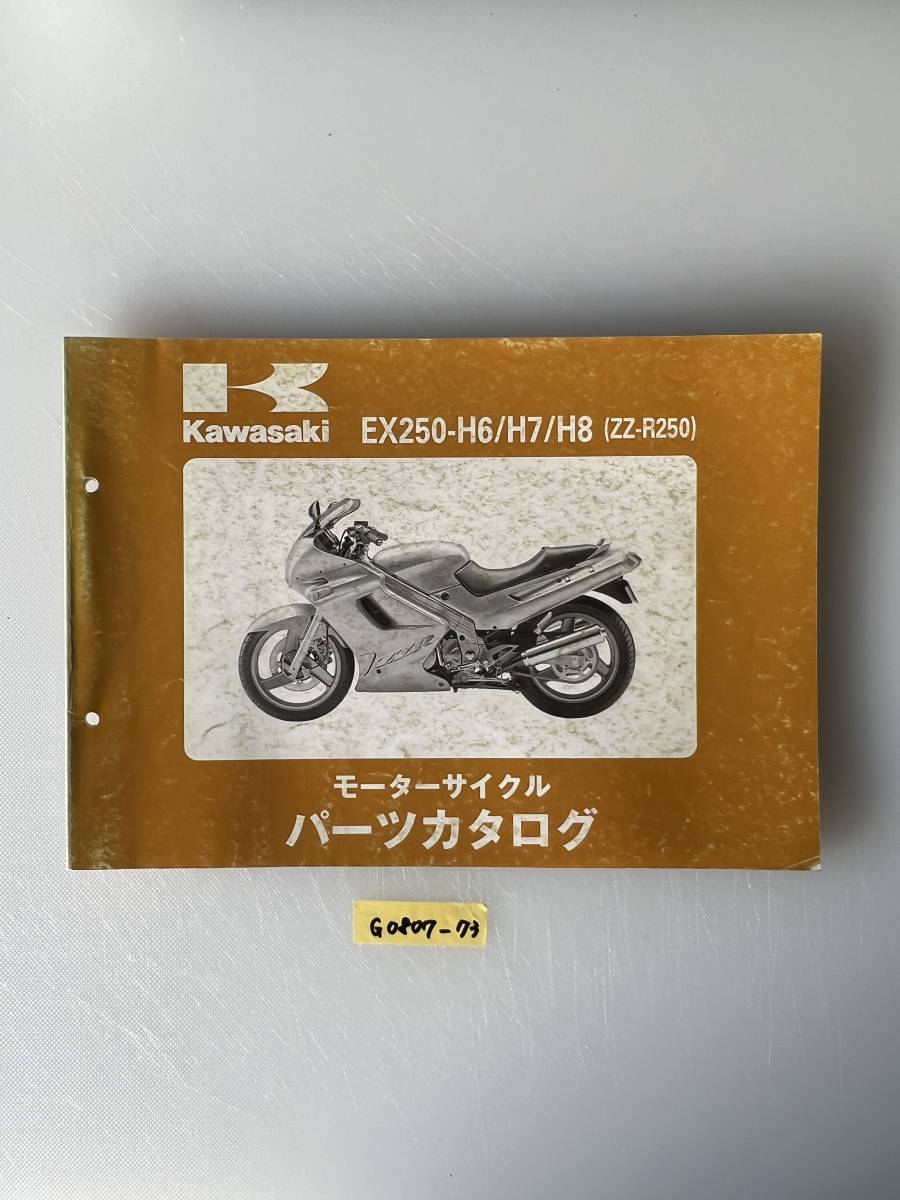 Kawasaki EX250-H6/H7/H8 (ZZ-R250)
ZZR
モーターサイクル
パーツカタログ
G0807-73